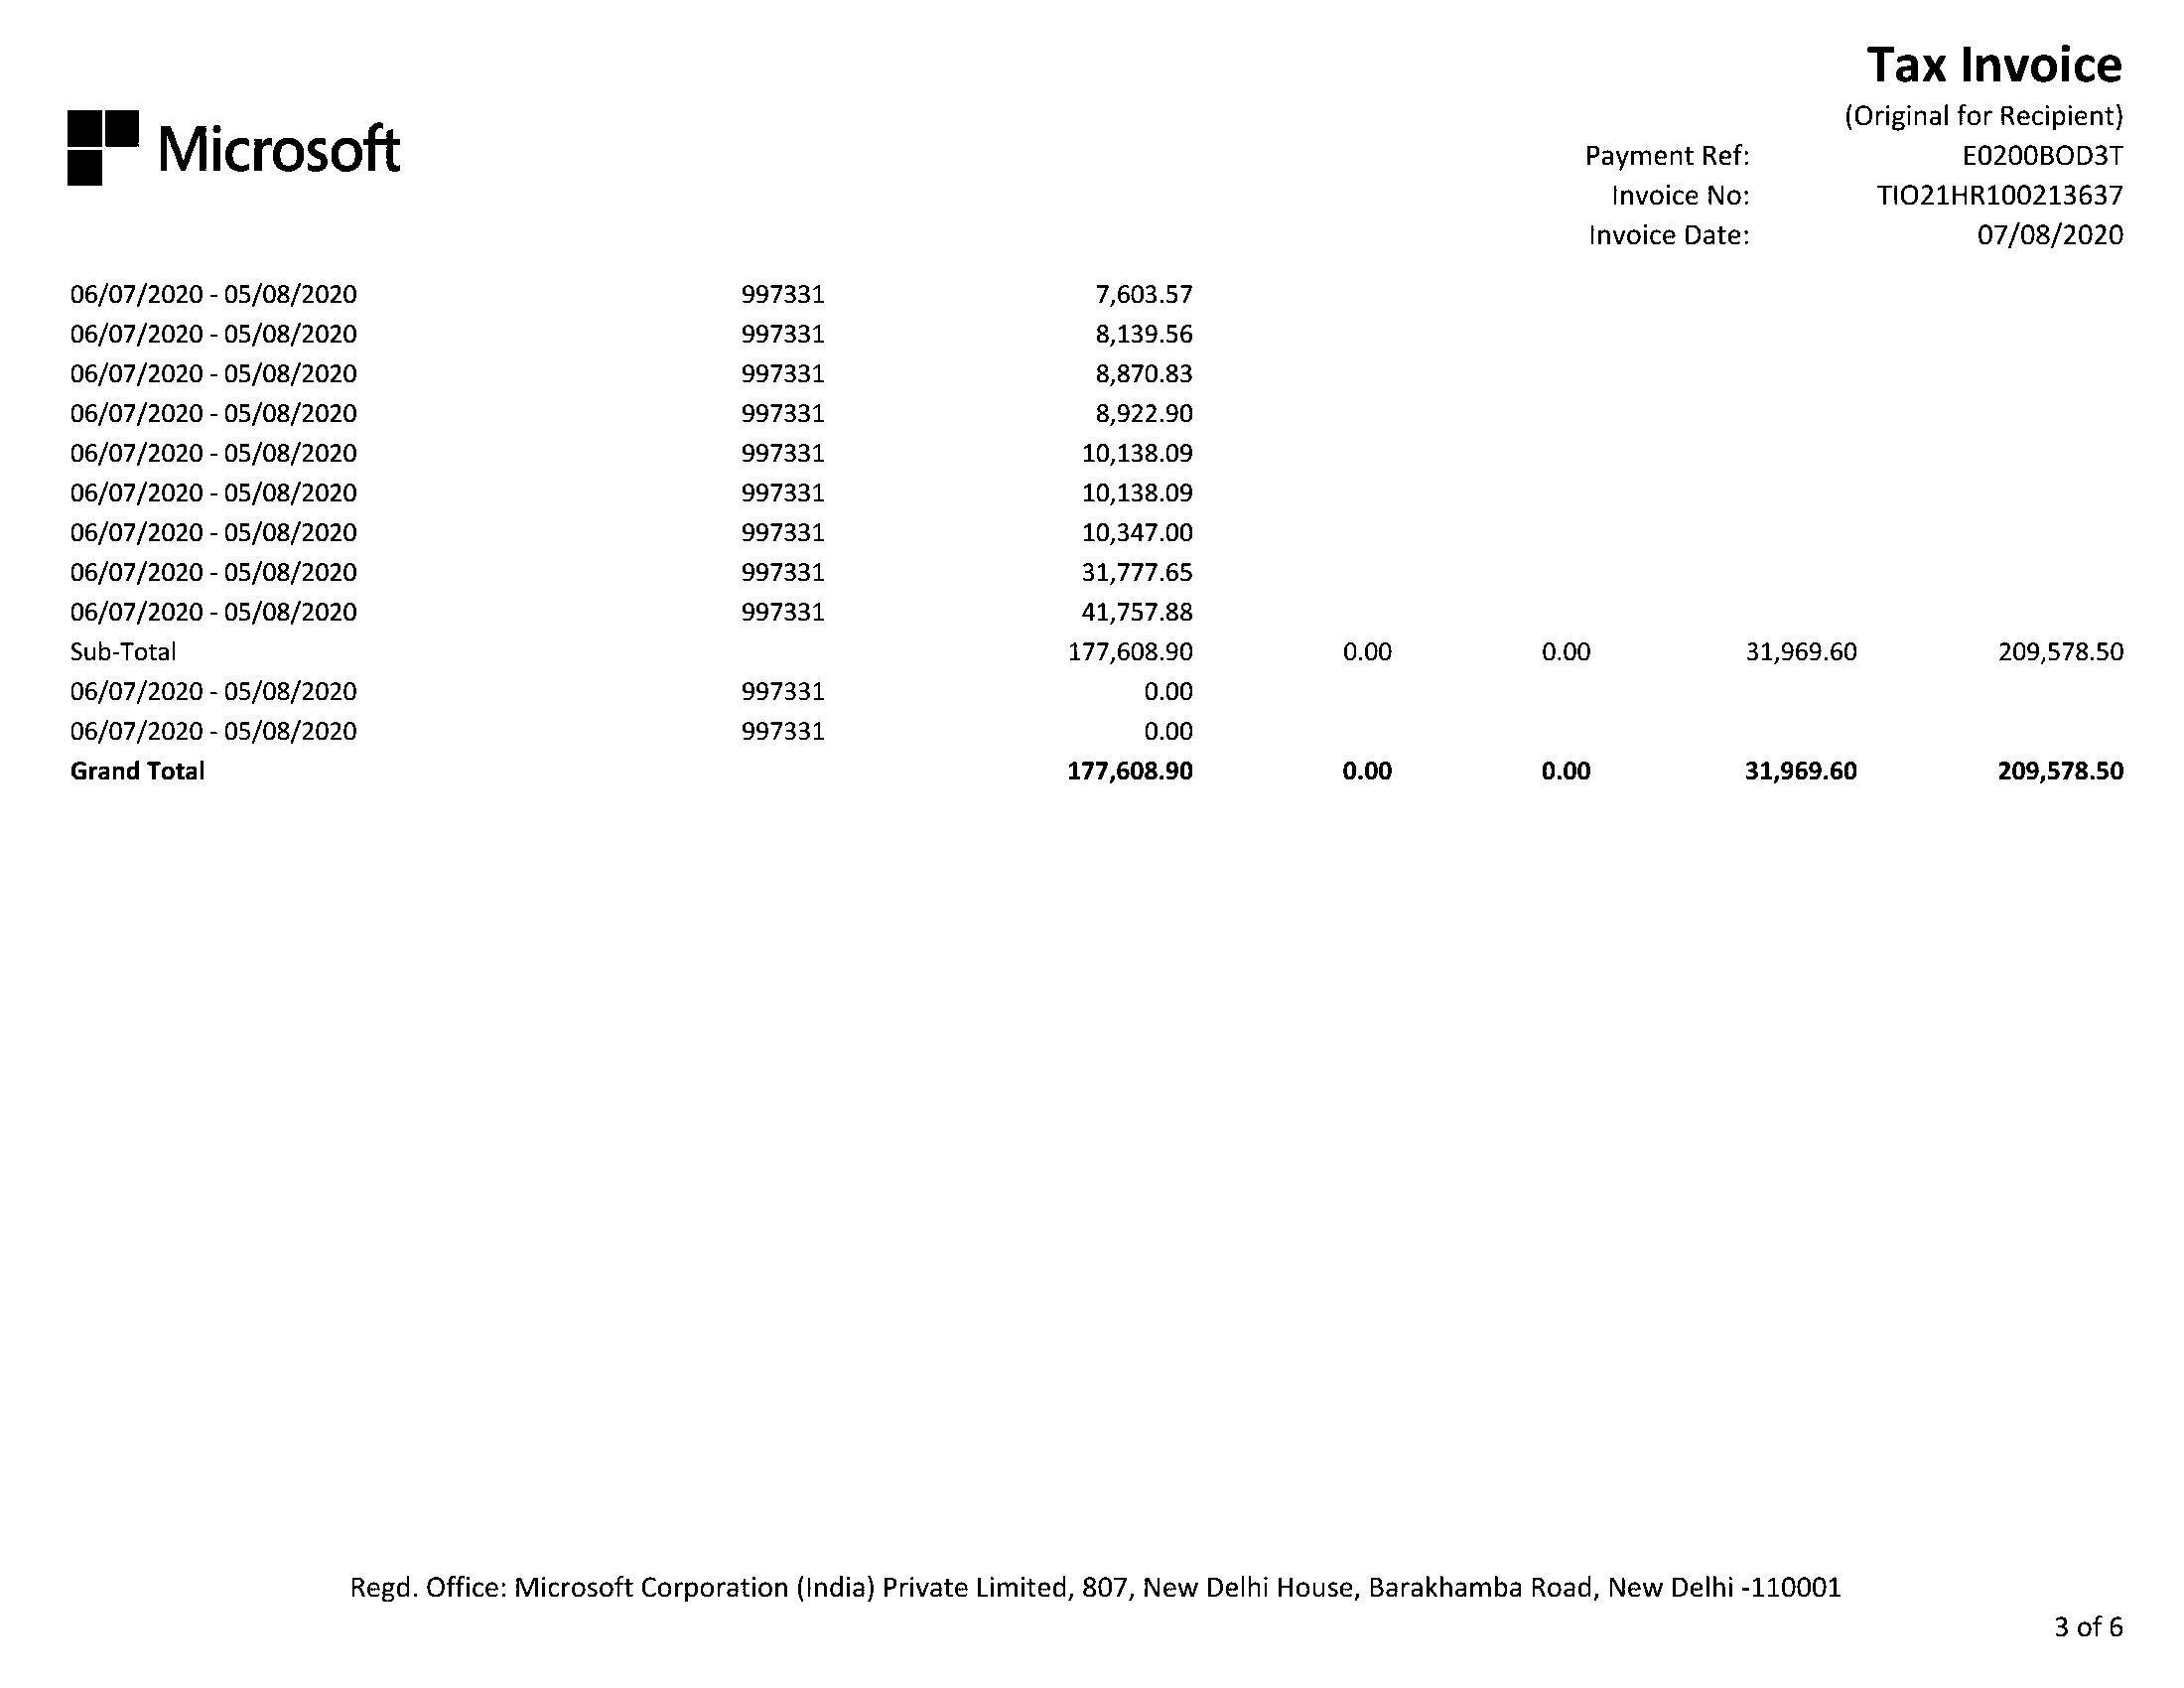 Tax Invoice
(Original for Recipient)
Microsoft
Payment Ref: E0200BOD3T
Invoice No: TIO21HR100213637
Invoice Date: 07/08/2020
06/07/2020 - 05/08/2020 997331 7,603.57
06/07/2020 - 05/08/2020 997331 8,139.56
06/07/2020 - 05/08/2020 997331 8,870.83
06/07/2020 - 05/08/2020 997331 8,922.90
06/07/2020 - 05/08/2020 997331 10,138.09
06/07/2020 - 05/08/2020 997331 10,138.09
06/07/2020 - 05/08/2020 997331 10,347.00
06/07/2020 - 05/08/2020 997331 31,777.65
06/07/2020 - 05/08/2020 997331 41,757.88
Sub-Total 177,608.90 0.00 0.00 31,969.60 209,578.50
06/07/2020 - 05/08/2020 997331 0.00
06/07/2020 - 05/08/2020 997331 0.00
Grand Total 177,608.90 0.00 0.00 31,969.60 209,578.50
Regd. Office: Microsoft Corporation (India) Private Limited, 807, New Delhi House, Barakhamba Road, New Delhi -110001
3 of 6